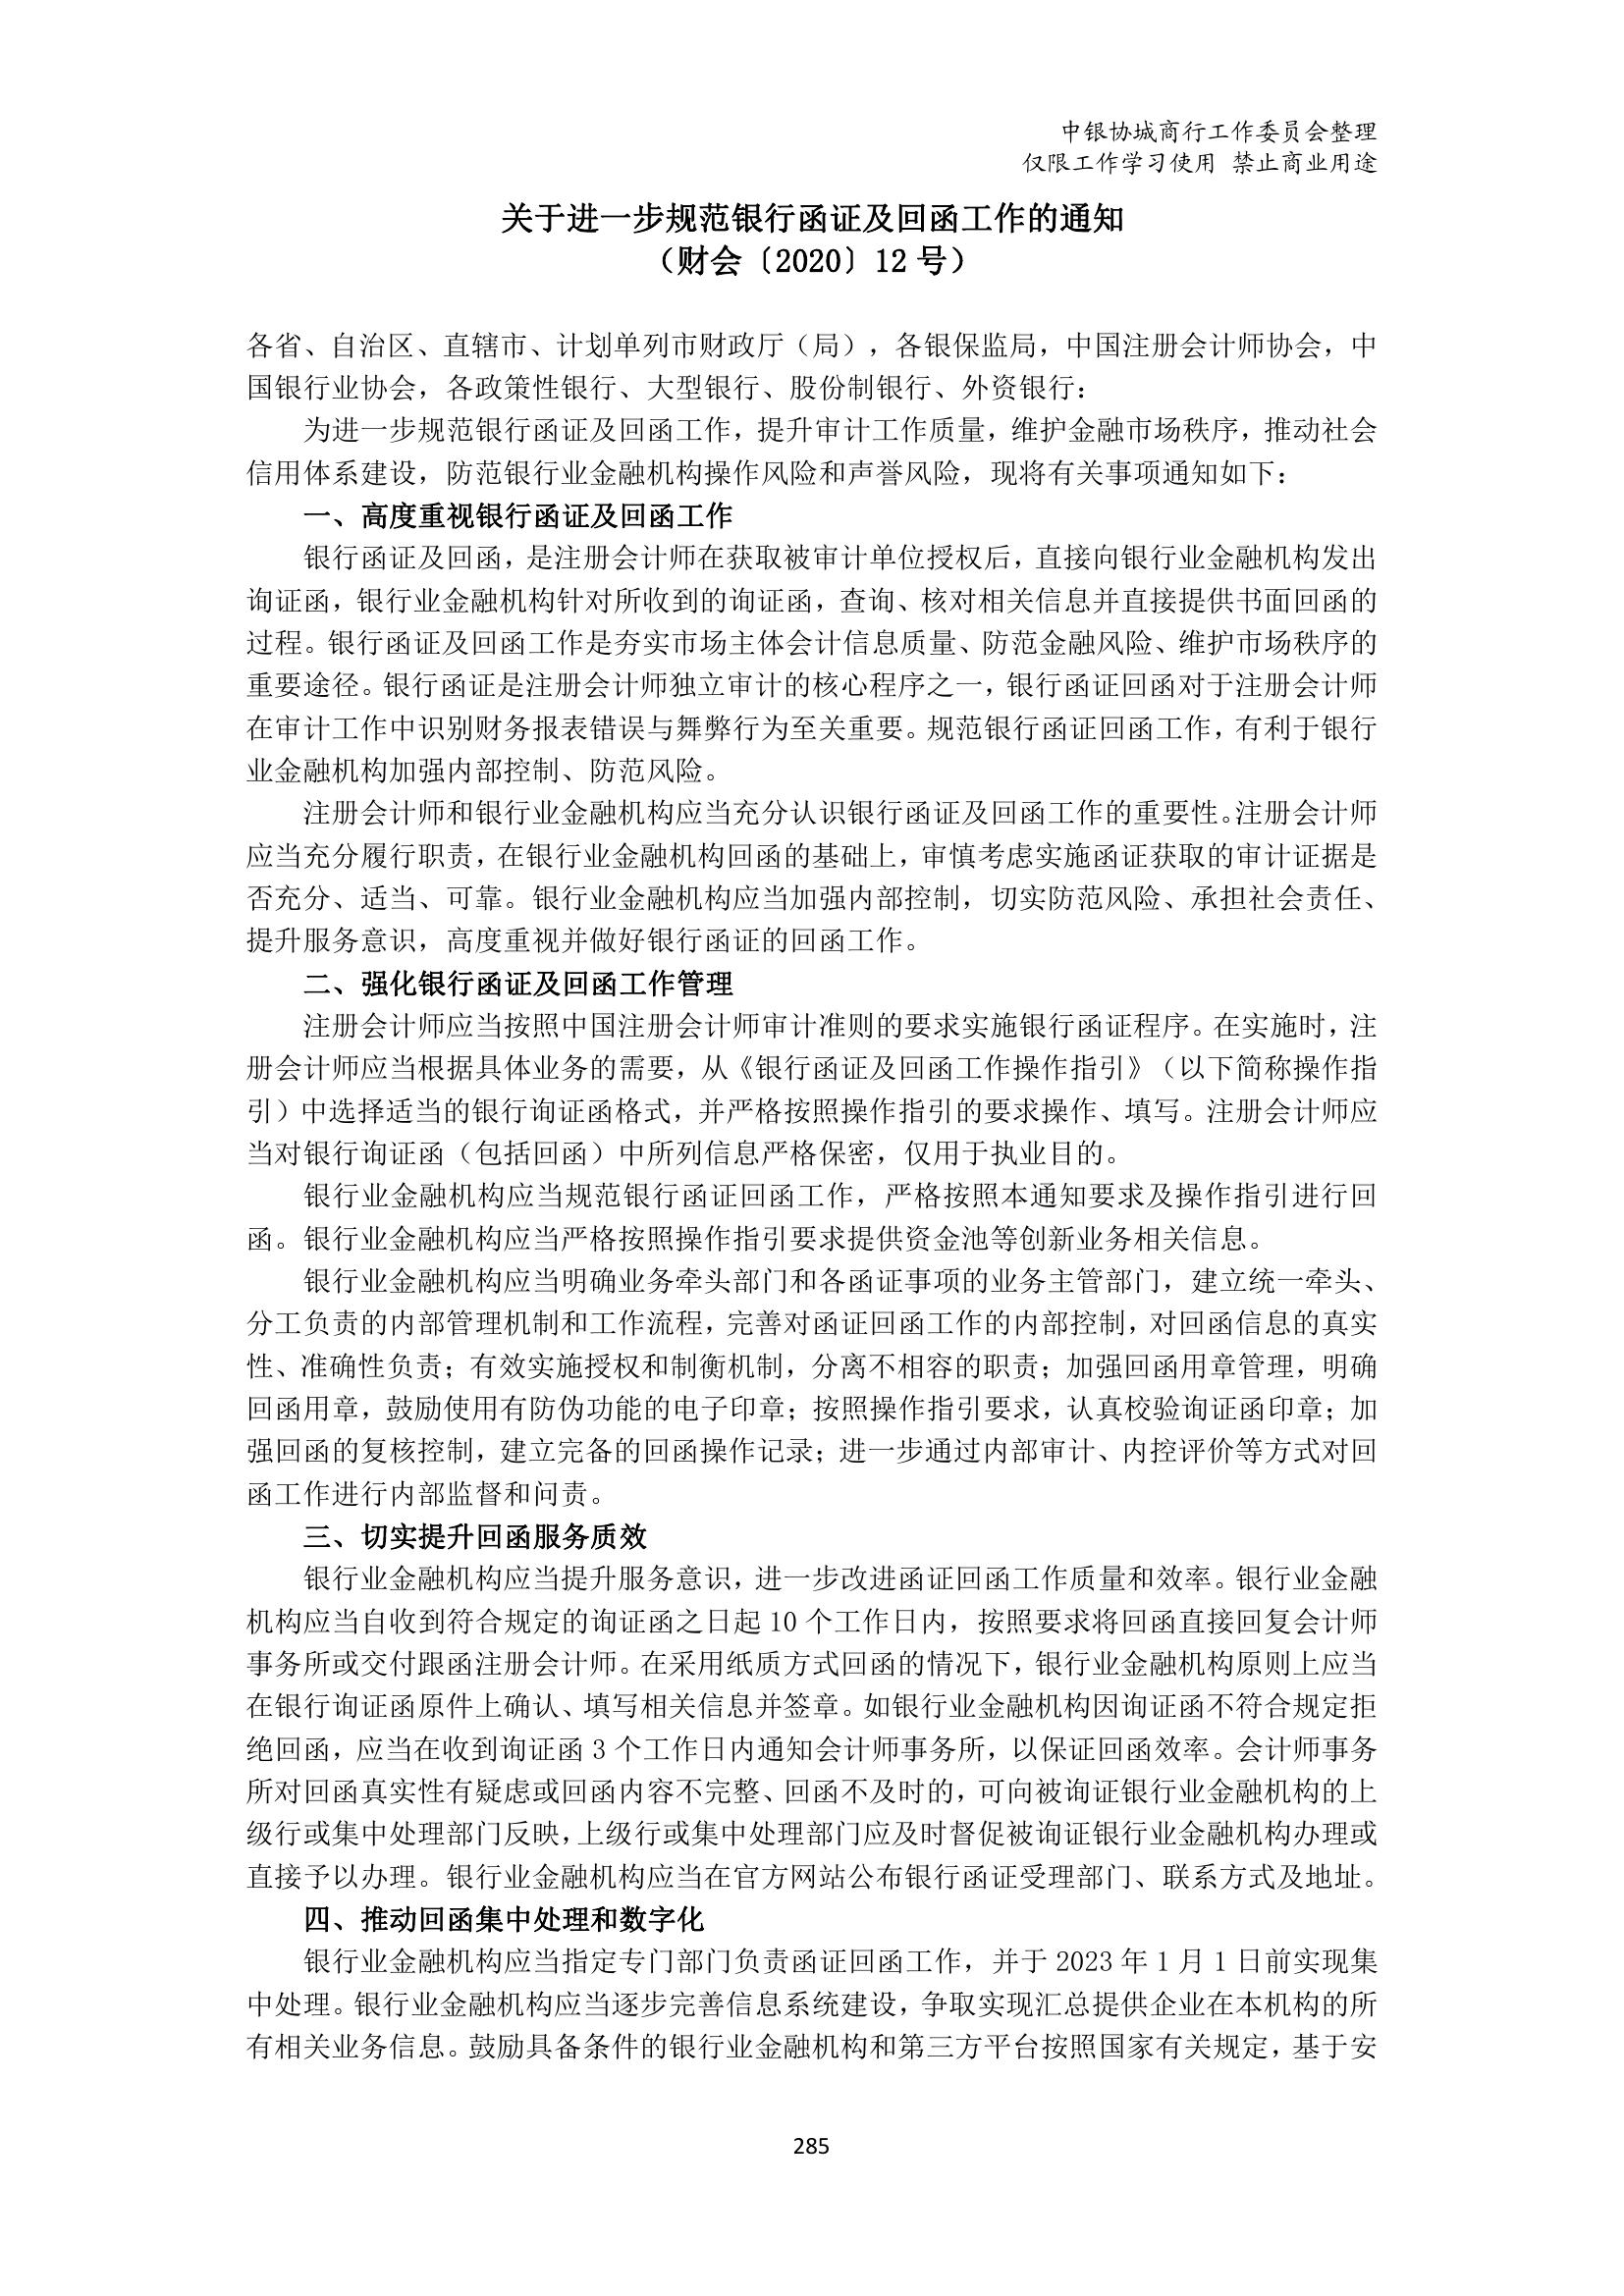 中银协城商行工作委员会整理
仅限工作学习使用 禁止商业用途
关于进一步规范银行函证及回函工作的通知
（财会〔2020〕12 号）
各省、自治区、直辖市、计划单列市财政厅（局），各银保监局，中国注册会计师协会，中
国银行业协会，各政策性银行、大型银行、股份制银行、外资银行：
为进一步规范银行函证及回函工作，提升审计工作质量，维护金融市场秩序，推动社会
信用体系建设，防范银行业金融机构操作风险和声誉风险，现将有关事项通知如下：
一、高度重视银行函证及回函工作
银行函证及回函，是注册会计师在获取被审计单位授权后，直接向银行业金融机构发出
询证函，银行业金融机构针对所收到的询证函，查询、核对相关信息并直接提供书面回函的
过程。银行函证及回函工作是夯实市场主体会计信息质量、防范金融风险、维护市场秩序的
重要途径。银行函证是注册会计师独立审计的核心程序之一，银行函证回函对于注册会计师
在审计工作中识别财务报表错误与舞弊行为至关重要。规范银行函证回函工作，有利于银行
业金融机构加强内部控制、防范风险。
注册会计师和银行业金融机构应当充分认识银行函证及回函工作的重要性。注册会计师
应当充分履行职责，在银行业金融机构回函的基础上，审慎考虑实施函证获取的审计证据是
否充分、适当、可靠。银行业金融机构应当加强内部控制，切实防范风险、承担社会责任、
提升服务意识，高度重视并做好银行函证的回函工作。
二、强化银行函证及回函工作管理
注册会计师应当按照中国注册会计师审计准则的要求实施银行函证程序。在实施时，注
册会计师应当根据具体业务的需要，从《银行函证及回函工作操作指引》（以下简称操作指
引）中选择适当的银行询证函格式，并严格按照操作指引的要求操作、填写。注册会计师应
当对银行询证函（包括回函）中所列信息严格保密，仅用于执业目的。
银行业金融机构应当规范银行函证回函工作，严格按照本通知要求及操作指引进行回
函。银行业金融机构应当严格按照操作指引要求提供资金池等创新业务相关信息。
银行业金融机构应当明确业务牵头部门和各函证事项的业务主管部门，建立统一牵头、
分工负责的内部管理机制和工作流程，完善对函证回函工作的内部控制，对回函信息的真实
性、准确性负责；有效实施授权和制衡机制，分离不相容的职责；加强回函用章管理，明确
回函用章，鼓励使用有防伪功能的电子印章；按照操作指引要求，认真校验询证函印章；加
强回函的复核控制，建立完备的回函操作记录；进一步通过内部审计、内控评价等方式对回
函工作进行内部监督和问责。
三、切实提升回函服务质效
银行业金融机构应当提升服务意识，进一步改进函证回函工作质量和效率。银行业金融
机构应当自收到符合规定的询证函之日起 10 个工作日内，按照要求将回函直接回复会计师
事务所或交付跟函注册会计师。在采用纸质方式回函的情况下，银行业金融机构原则上应当
在银行询证函原件上确认、填写相关信息并签章。如银行业金融机构因询证函不符合规定拒
绝回函，应当在收到询证函 3 个工作日内通知会计师事务所，以保证回函效率。会计师事务
所对回函真实性有疑虑或回函内容不完整、回函不及时的，可向被询证银行业金融机构的上
级行或集中处理部门反映，上级行或集中处理部门应及时督促被询证银行业金融机构办理或
直接予以办理。银行业金融机构应当在官方网站公布银行函证受理部门、联系方式及地址。
四、推动回函集中处理和数字化
银行业金融机构应当指定专门部门负责函证回函工作，并于 2023 年 1 月 1 日前实现集
中处理。银行业金融机构应当逐步完善信息系统建设，争取实现汇总提供企业在本机构的所
有相关业务信息。鼓励具备条件的银行业金融机构和第三方平台按照国家有关规定，基于安
285